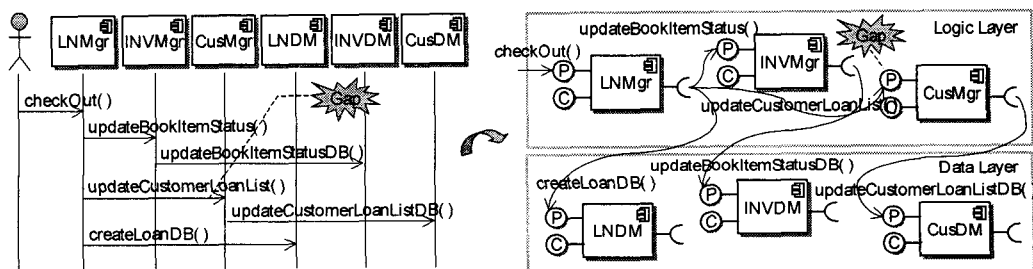 LNMgr INVMgr CusMgr LNDM INVDM CusDM
checkOut()
Gap
updateBookItemStatus()
updateBookItemStatusDB()
updateCustomerLoanList()
updateCustomerLoanListDB()
createLoanDB()
updateBookItemStatus()
Gap
Logic Layer
checkOut()
P
C
LNMgr
P
C
INVMgr
updateCustomerLoanList()
P
CusMgr
Data Layer
updateBookItemStatusDB()
createLoanDB()
updateCustomerLoanListDB(
P
C
LNDM
P
C
INVDM
P
C
CusDM